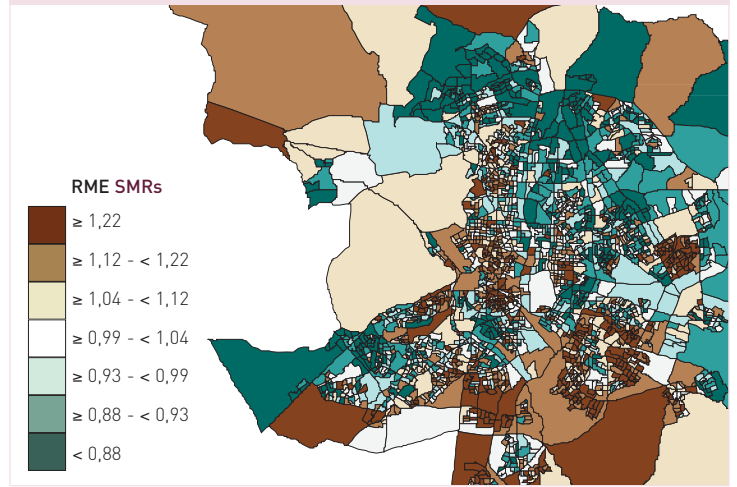 RME SMRs
≥ 1,22
≥ 1,12 - < 1,22
≥ 1,04 - < 1,12
≥ 0,99 - < 1,04
≥ 0,93 - < 0,99
≥ 0,88 - < 0,93
< 0,88